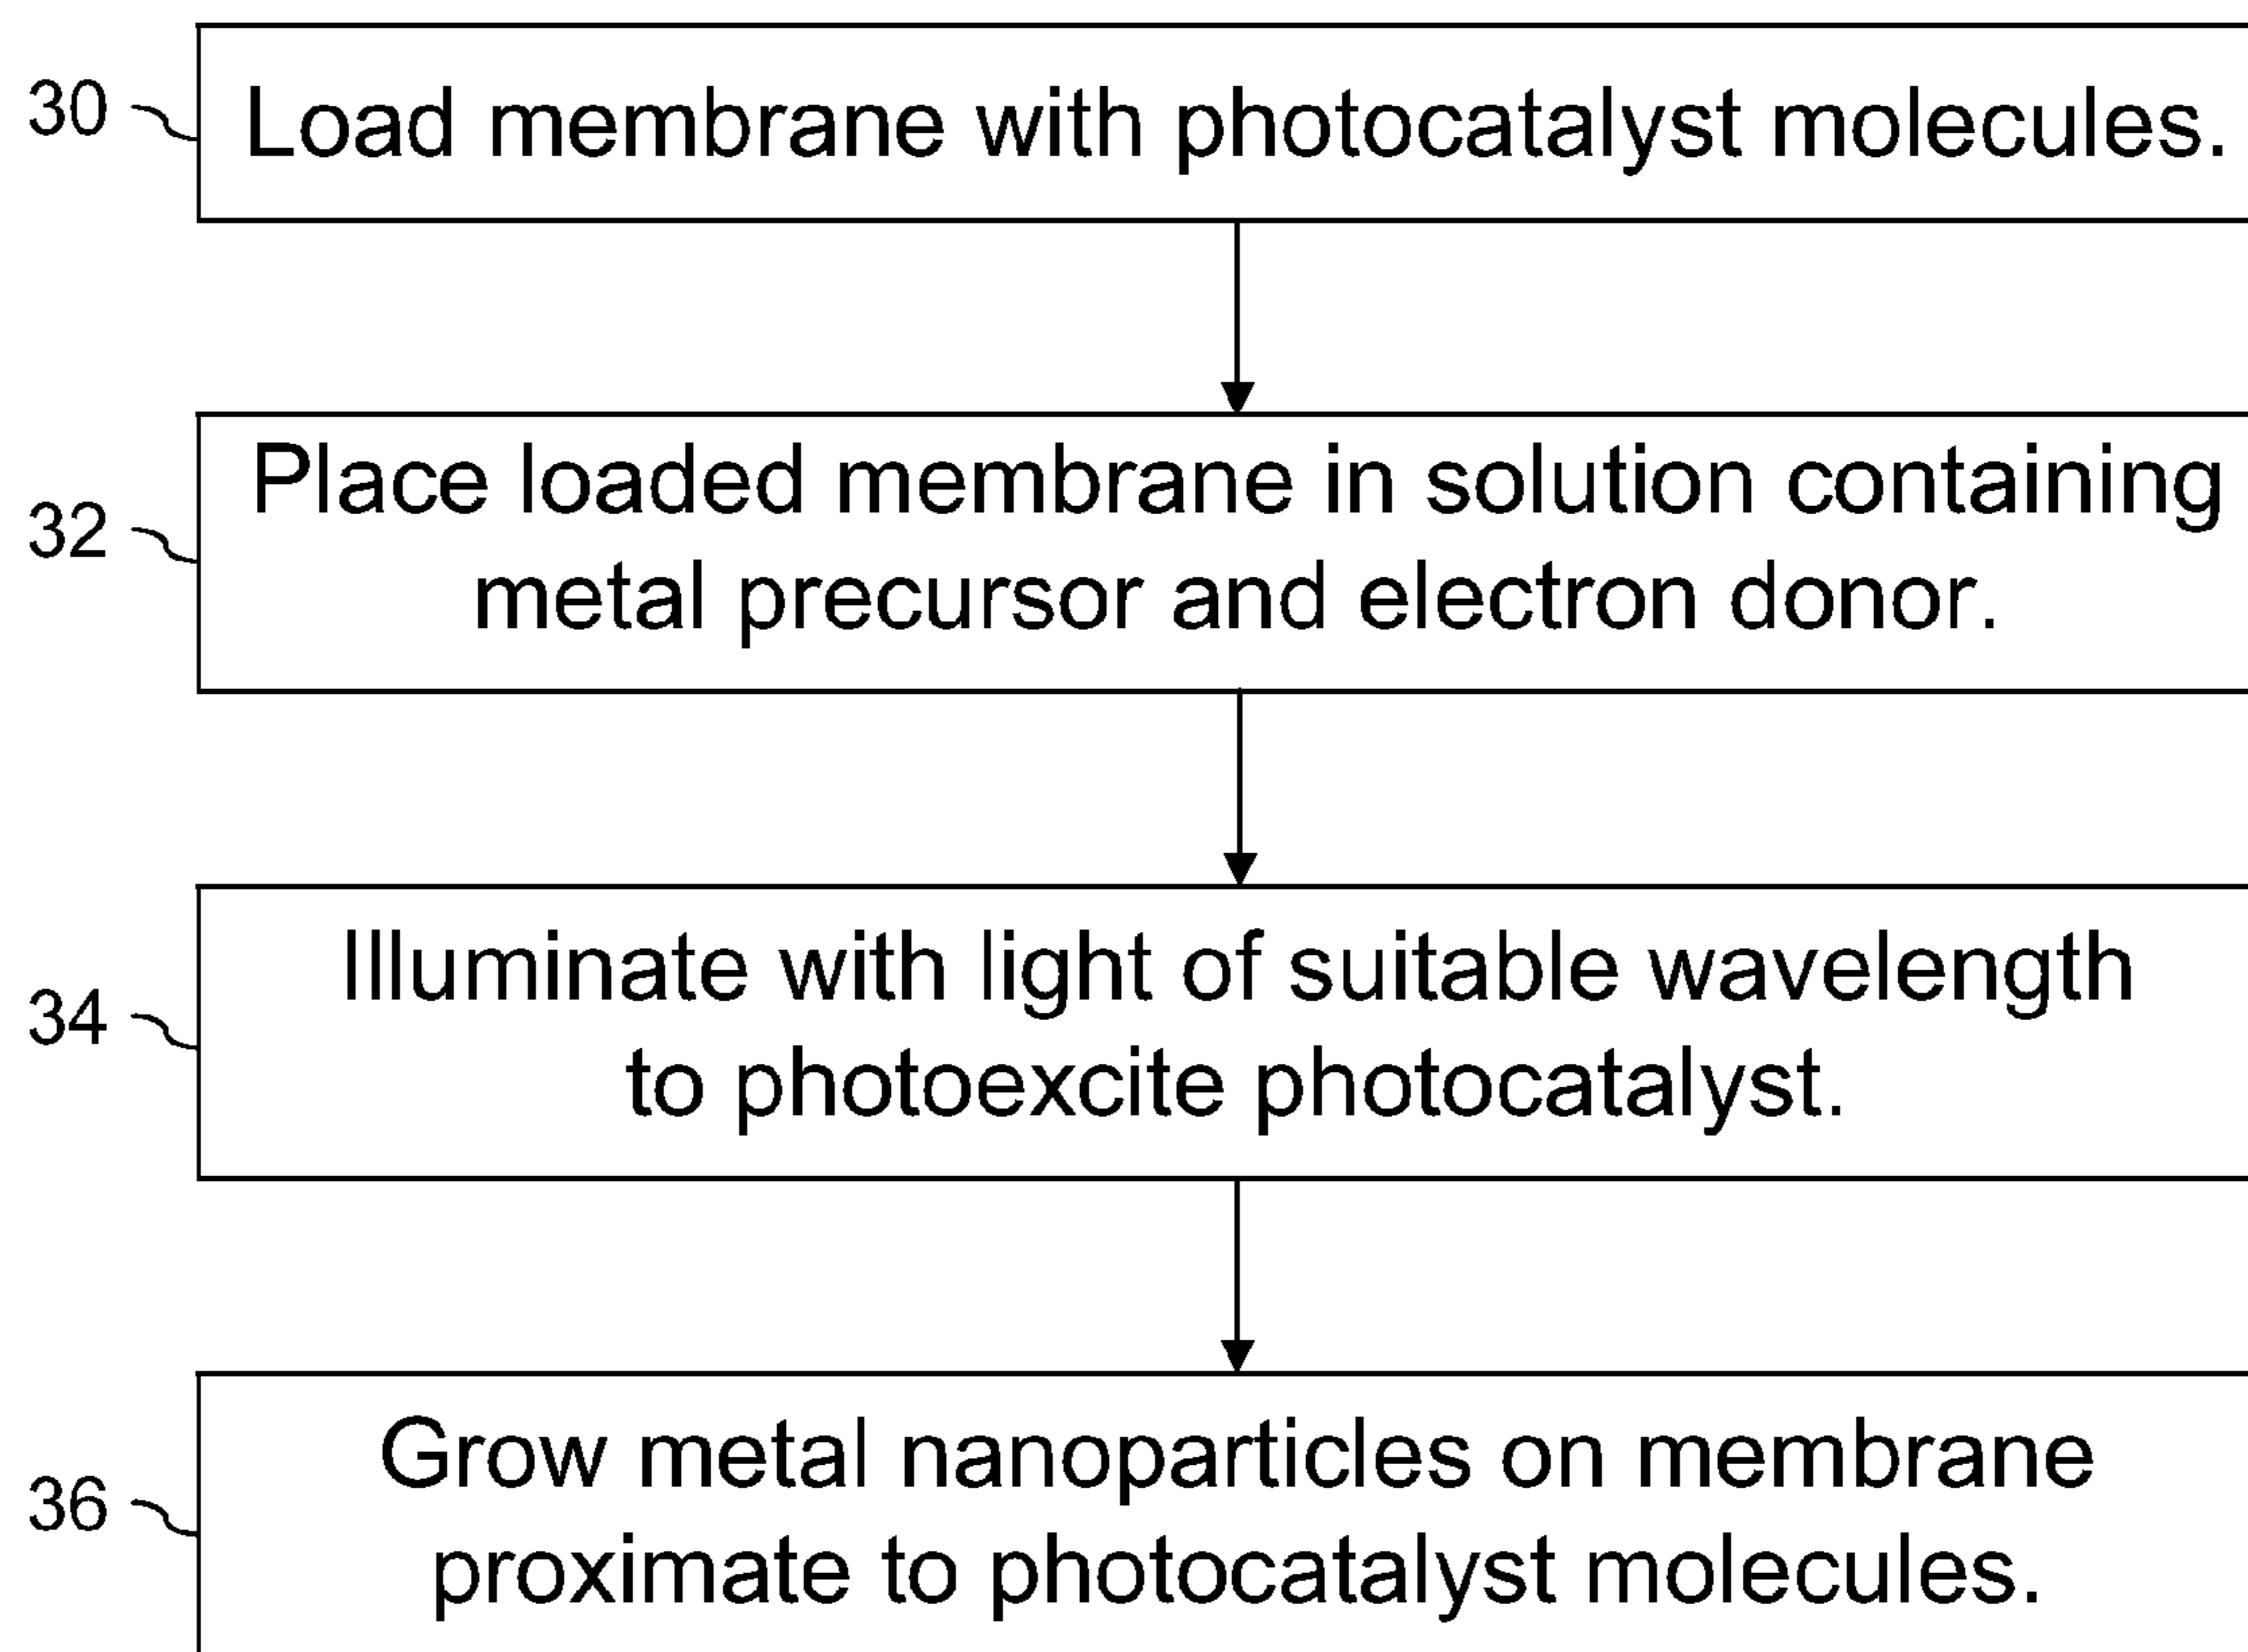 30
Load membrane with photocatalyst molecules.
32
Place loaded membrane in solution containing
metal precursor and electron donor.
34
Illuminate with light of suitable wavelength
to photoexcite photocatalyst.
36
Grow metal nanoparticles on membrane
proximate to photocatalyst molecules.